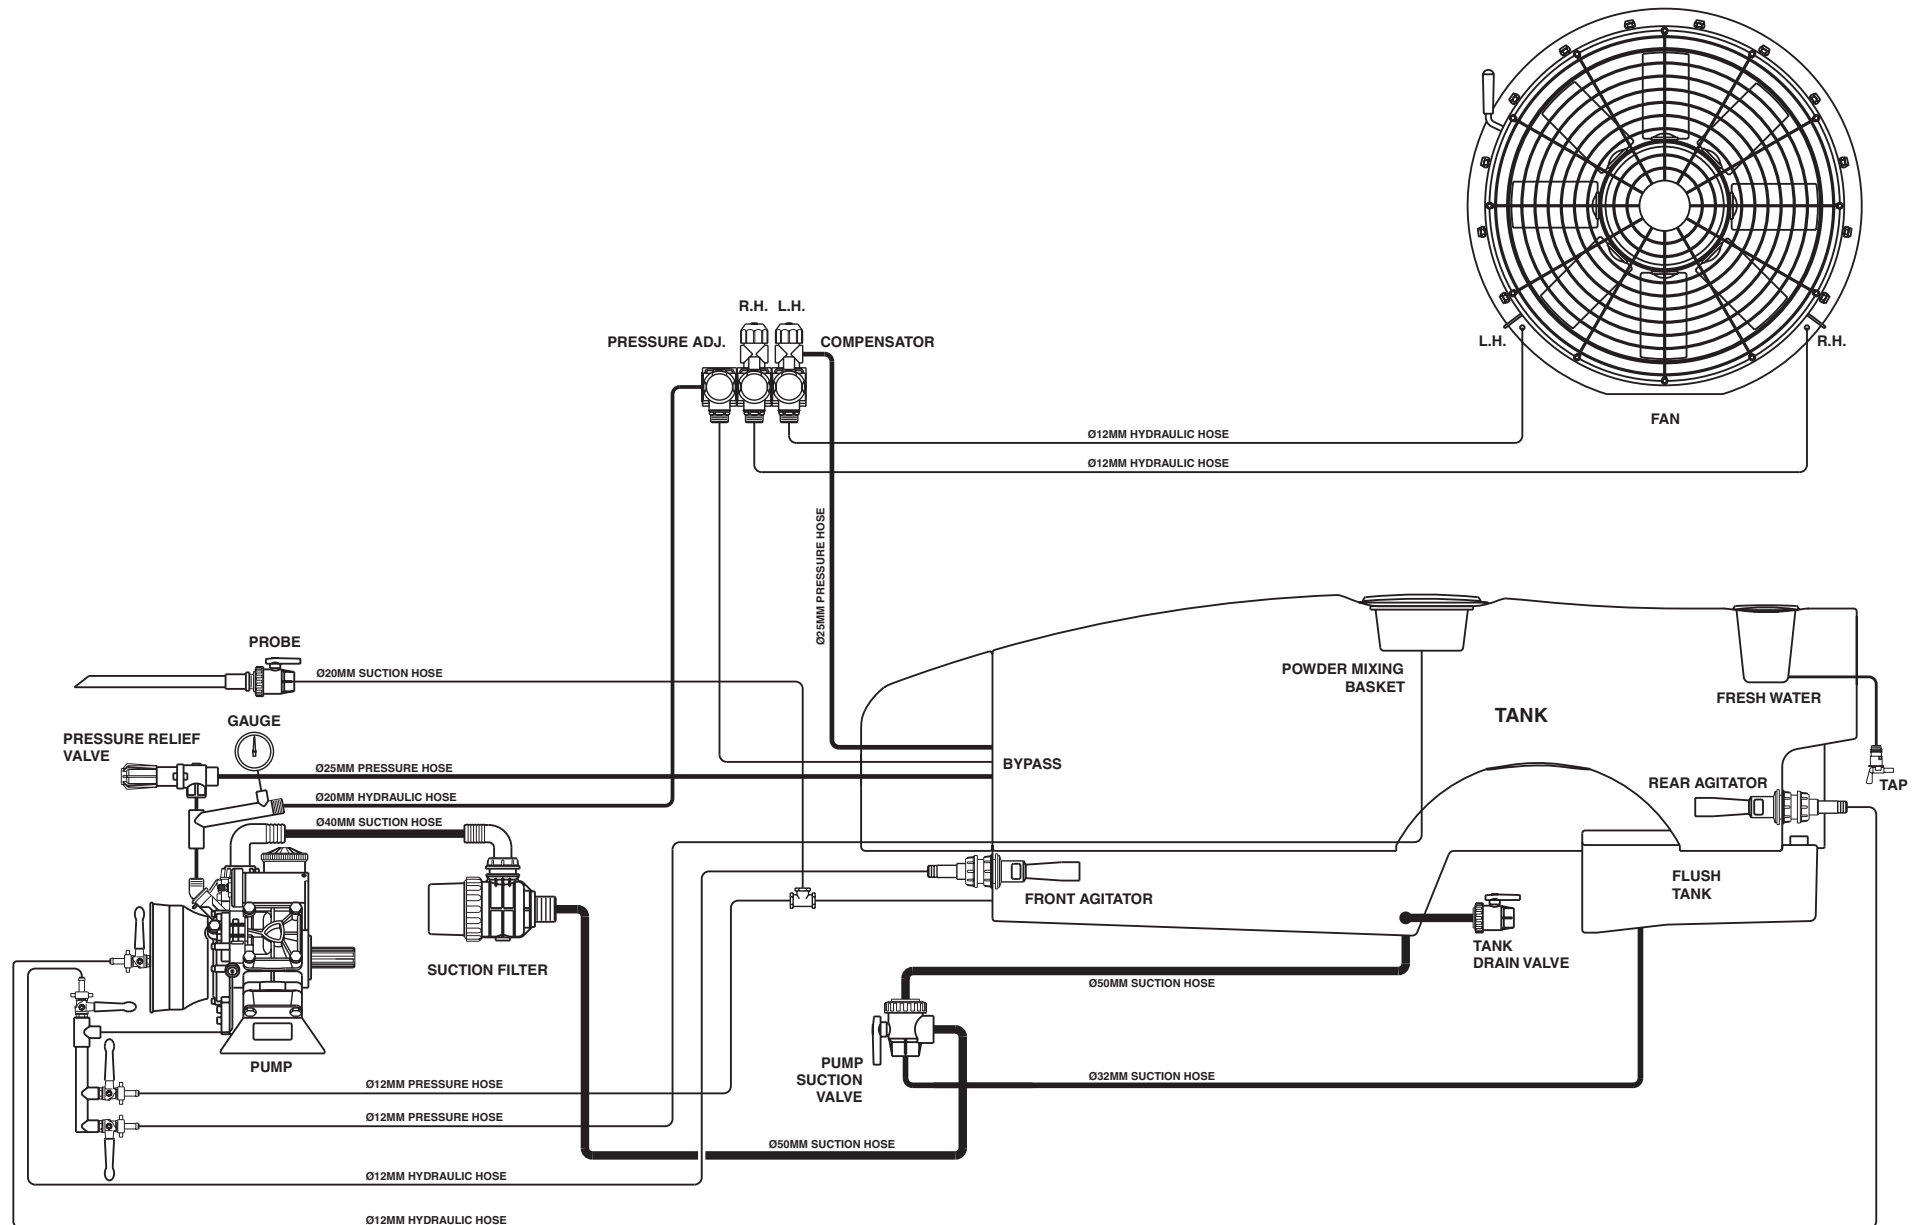 R.H. L.H.
PRESSURE ADJ.
COMPENSATOR
L.H.
R.H.
FAN
Ø12MM HYDRAULIC HOSE
Ø12MM HYDRAULIC HOSE
Ø25MM PRESSURE HOSE
PROBE
Ø20MM SUCTION HOSE
GAUGE
PRESSURE RELIEF
VALVE
Ø25MM PRESSURE HOSE
Ø20MM HYDRAULIC HOSE
Ø40MM SUCTION HOSE
POWDER MIXING
BASKET
TANK
FRESH WATER
BYPASS
REAR AGITATOR
TAP
FRONT AGITATOR
FLUSH
TANK
TANK
DRAIN VALVE
SUCTION FILTER
Ø50MM SUCTION HOSE
PUMP
PUMP
SUCTION
VALVE
Ø32MM SUCTION HOSE
Ø12MM PRESSURE HOSE
Ø12MM PRESSURE HOSE
Ø50MM SUCTION HOSE
Ø12MM HYDRAULIC HOSE
Ø12MM HYDRAULIC HOSE